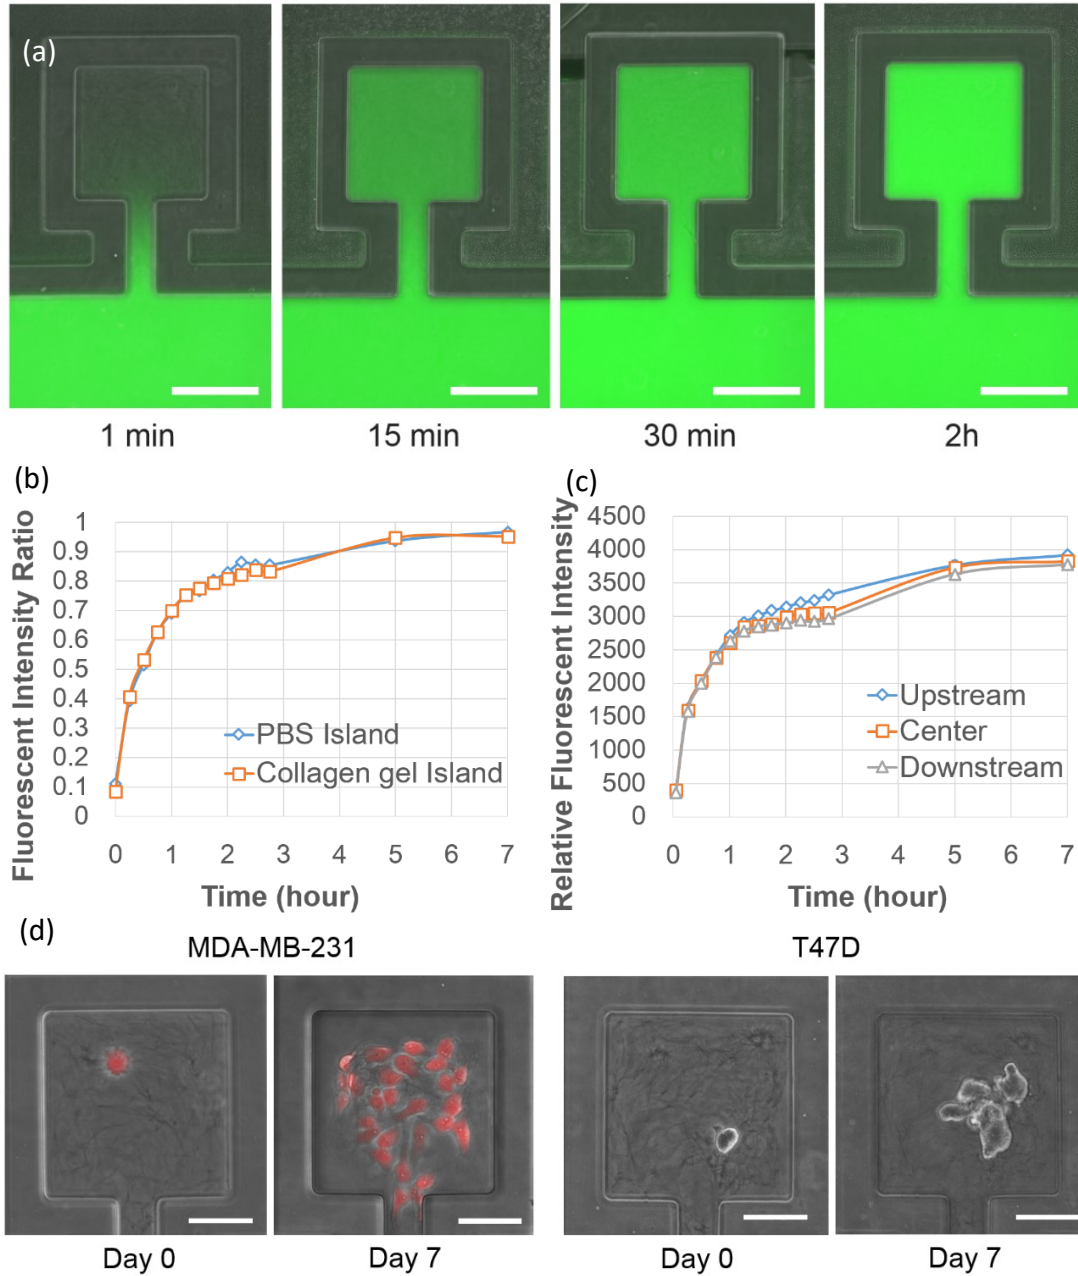 (a)
1 min 15 min 30 min 2h
(b)
Fluorescent Intensity Ratio
1
0.9
0.8
0.7
0.6
0.5
0.4
0.3
0.2
0.1
0
PBS Island
Collagen gel Island
0 1 2 3 4 5 6 7
Time (hour)
(c)
Relative Fluorescent Intensity
4500
4000
3500
3000
2500
2000
1500
1000
500
0
Upstream
Center
Downstream
0 1 2 3 4 5 6 7
Time (hour)
(d)
MDA-MB-231 T47D
Day 0 Day 7 Day 0 Day 7